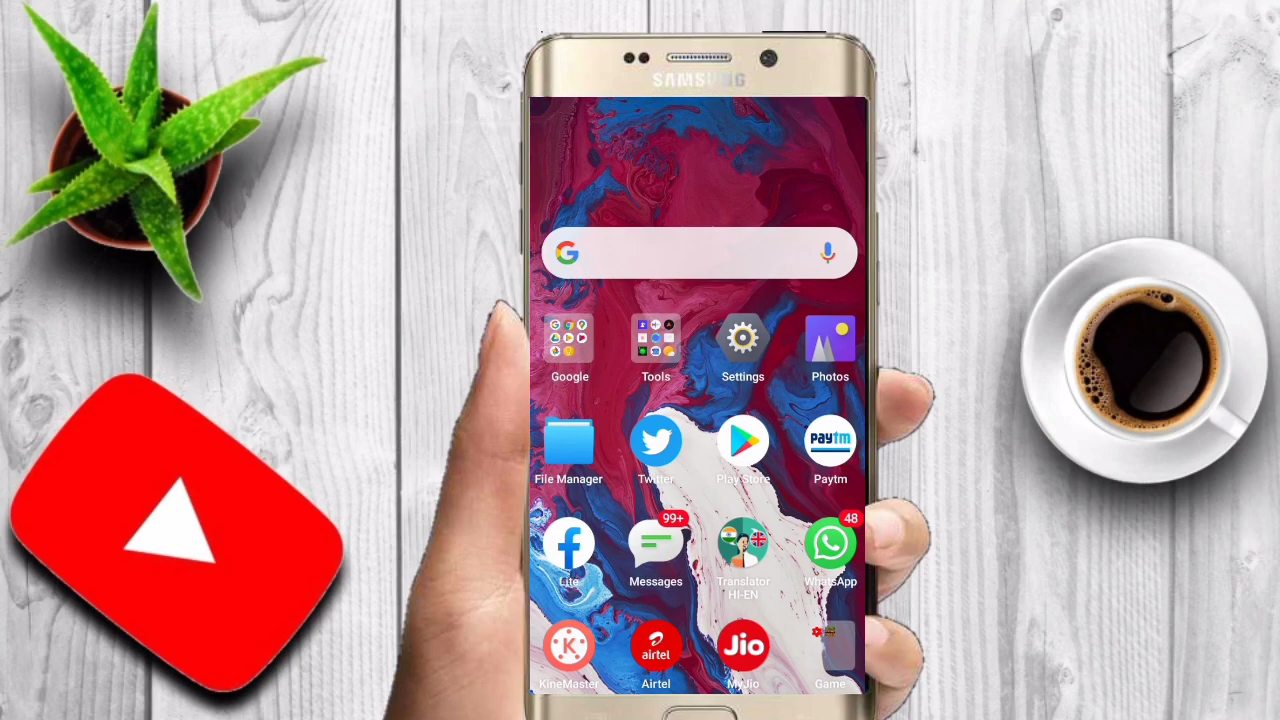 SAMSUNG
Google
Tools
Settings
Photos
paytm
File Manager
Twitter
Play Store
Paytm
99+
48
Lite
Messages
Translator
HI-EN
WhatsApp
K
airtel
Jio
KineMaster
Airtel
MyJio
Game